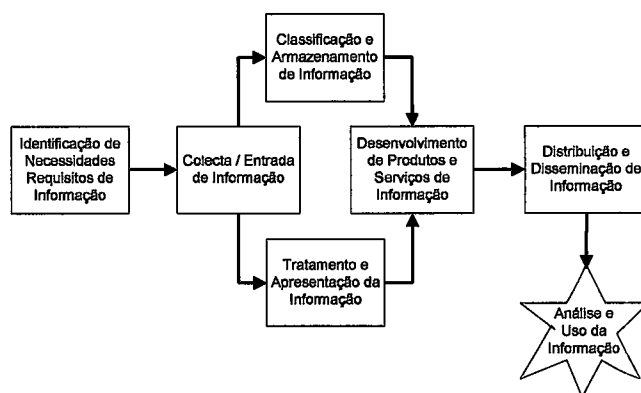 Classificação e
Armazenamento
de Informação
Identificação de
Necessidades
Requisitos de
Informação
Colecta / Entrada
de Informação
Desenvolvimento
de Produtos e
Serviços de
Informação
Distribuição e
Disseminação de
Informação
Tratamento e
Apresentação da
Informação
Análise e
Uso da
Informação